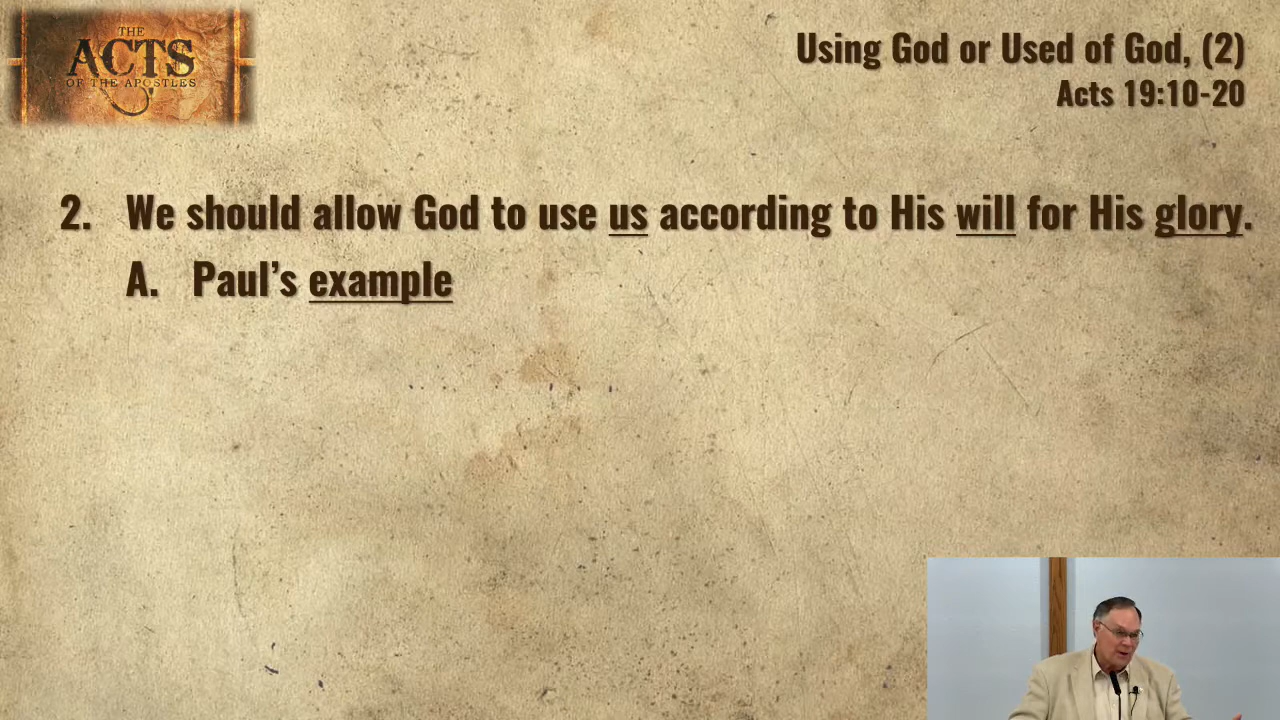 THE
ACTS
OF THE APOSTLES
Using God or Used of God, (2)
Acts 19:10-20
2. We should allow God to use us according to His will for His glory.
A. Paul’s example